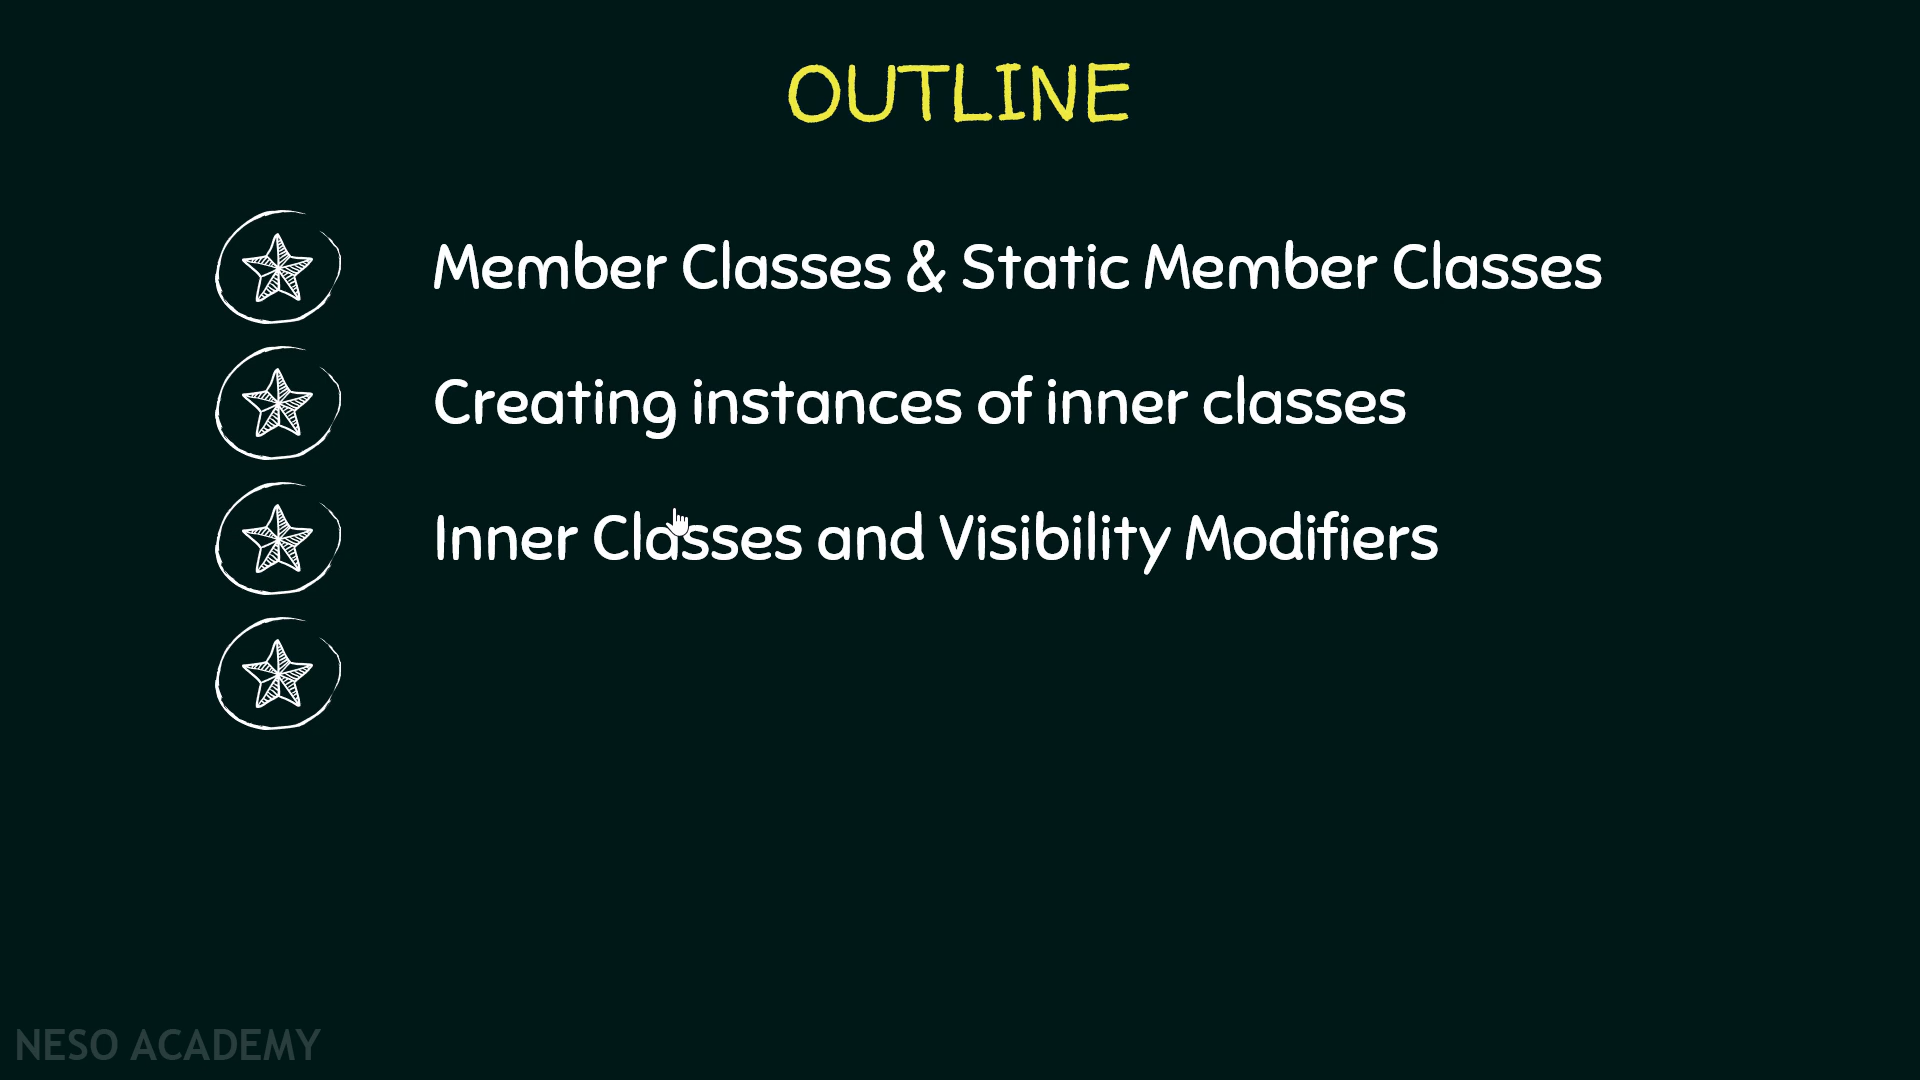 OUTLINE
Member Classes & Static Member Classes
Creating instances of inner classes
Inner Classes and Visibility Modifiers
NESO ACADEMY